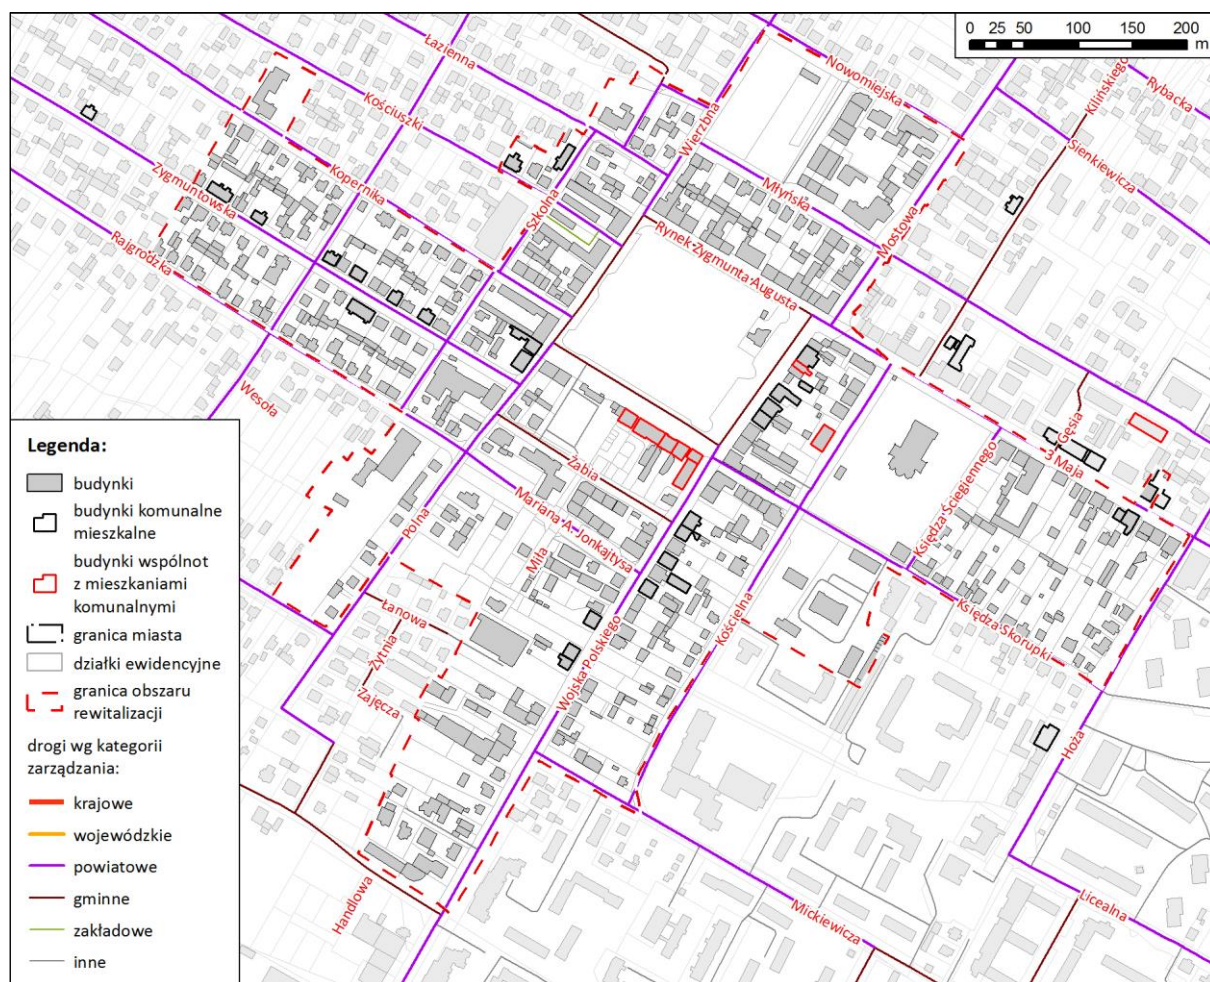 0 25 50 100 150 200
m
Łazienna
Kościuszki
Kopernika
Zygmuntowska
Rajgrodzka
Szkolna
Wierzbna
Nowomiejska
Kilińskiego
Rybacka
Sienkiewicza
Młyńska
Mostowa
Rynek Zygmunta Augusta
Wesoła
Żabia
Mariana A. Jonkajtysa
Polna
Miła
Łanowa
Żytnia
Zajęcza
Wojska Polskiego
Kościelna
Księdza Ściegiennego
Gęsia
3 Maja
Księdza Skorupki
Hoża
Handlowa
Mickiewicza
Licealna
Legenda:
budynki
budynki komunalne
mieszkalne
budynki wspólnot
z mieszkaniami
komunalnymi
granica miasta
działki ewidencyjne
granica obszaru
rewitalizacji
drogi wg kategorii
zarządzania:
krajowe
wojewódzkie
powiatowe
gminne
zakładowe
inne